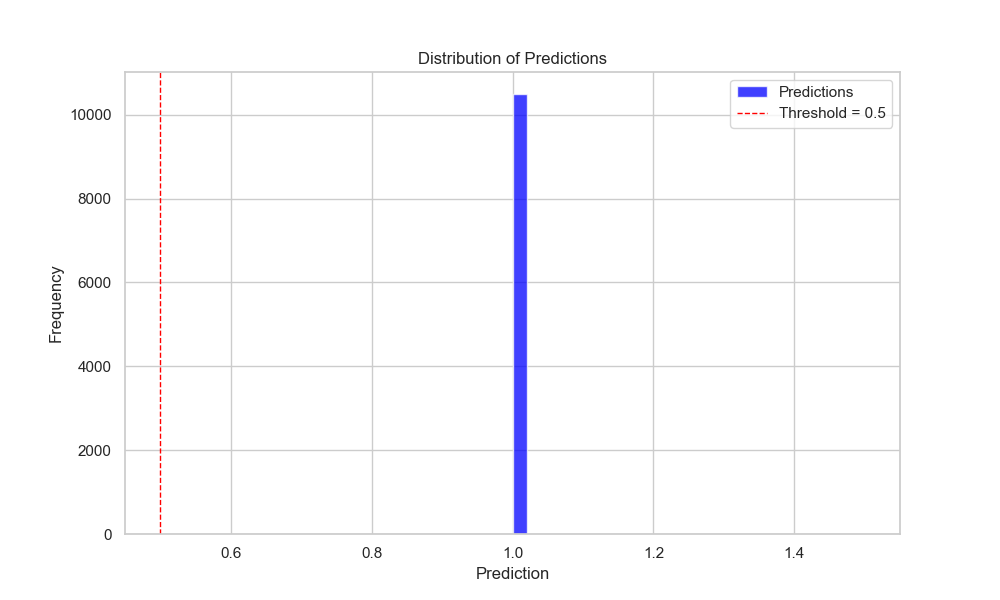 Distribution of Predictions
Predictions
Threshold = 0.5
Frequency
10000
8000
6000
4000
2000
0
0.6 0.8 1.0 1.2 1.4
Prediction